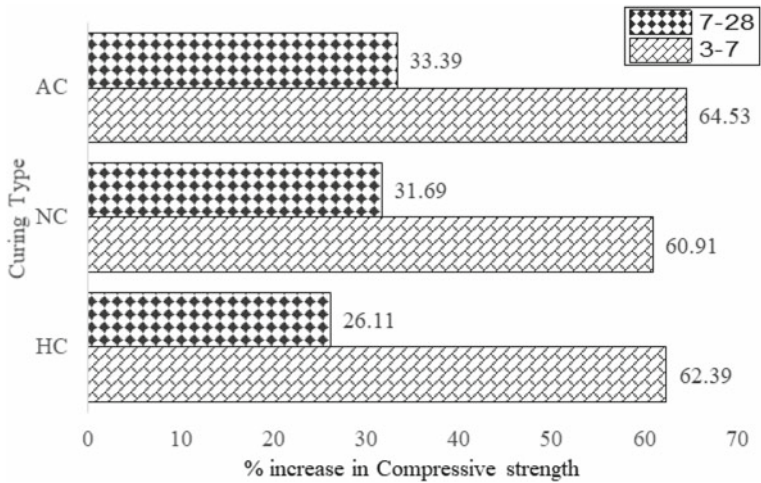 7-28
3-7
AC
33.39
64.53
NC
31.69
60.91
HC
26.11
62.39
Curing Type
0 10 20 30 40 50 60 70
% increase in Compressive strength